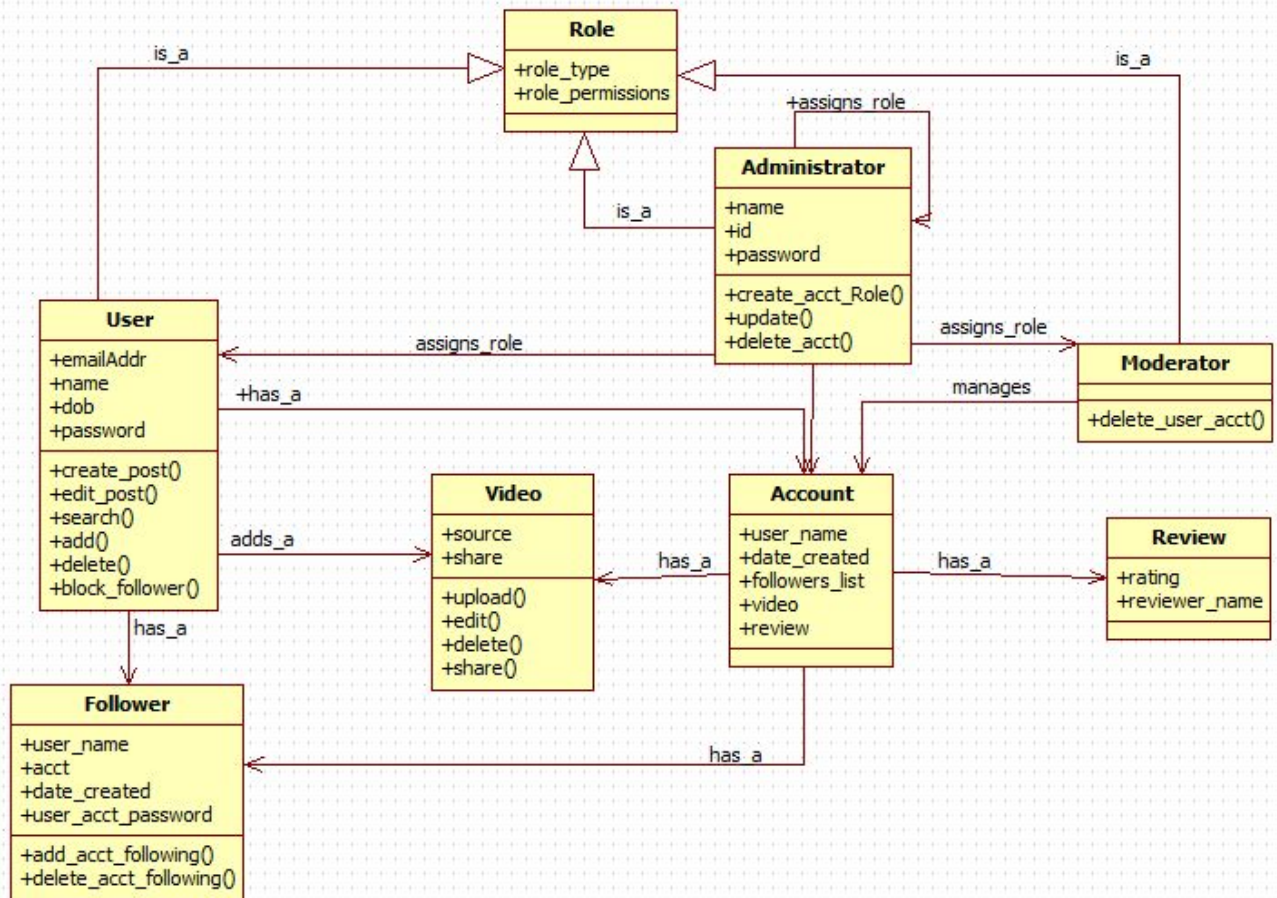 Role
+role_type
+role_permissions
is_a
is_a
+assigns_role
Administrator
+name
+id
+password
+create_acct_Role()
+update()
+delete_acct()
is_a
User
+emailAddr
+name
+dob
+password
+create_post()
+edit_post()
+search()
+add()
+delete()
+block_follower()
assigns_role
assigns_role
Moderator
+delete_user_acct()
+has_a
manages
Video
+source
+share
+upload()
+edit()
+delete()
+share()
Account
+user_name
+date_created
+followers_list
+video
+review
Review
+rating
+reviewer_name
adds_a
has_a
has_a
has_a
Follower
+user_name
+acct
+date_created
+user_acct_password
+add_acct_following()
+delete_acct_following()
has_a